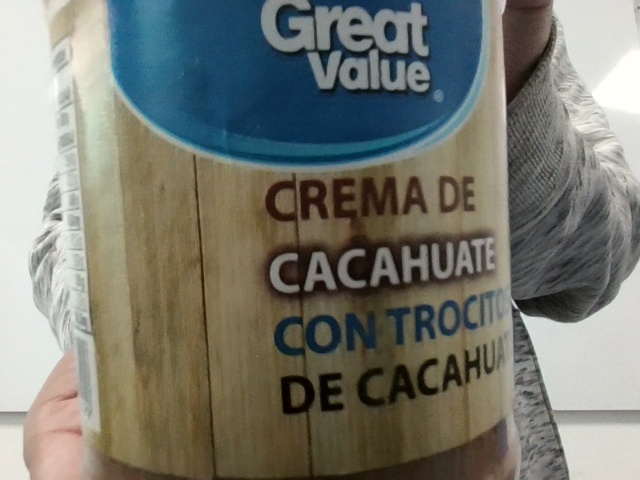 Great
Value
CREMA DE
CACAHUATE
CON TROCITO
DE CACAHUA